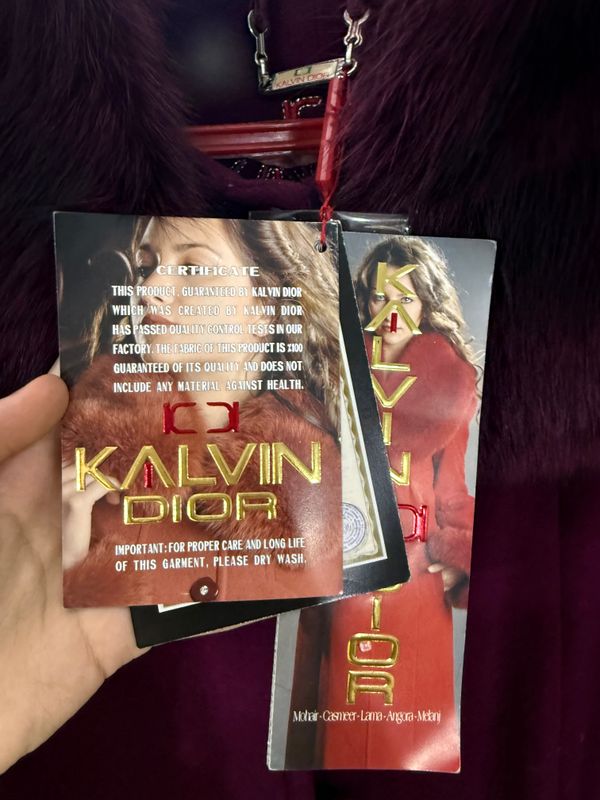 KALVIN DIOR
CERTIFICATE
THIS PRODUCT, GUARANTEED BY KALVIN DIOR
WHICH WAS CREATED BY KALVIN DIOR
HAS PASSED QUALITY CONTROL TESTS IN OUR
FACTORY. THE FABRIC OF THIS PRODUCT IS %100
GUARANTEED OF ITS QUALITY AND DOES NOT
INCLUDE ANY MATERIAL AGAINST HEALTH.
KALVIN
DIOR
IMPORTANT: FOR PROPER CARE AND LONG LIFE
OF THIS GARMENT, PLEASE DRY WASH.
KALVIN
DIOR
Mohair-Casmeer-Lama-Angora-Melanj